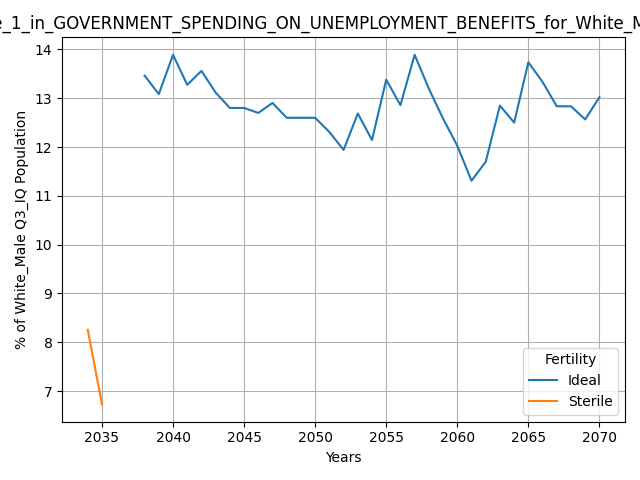 _1_in_GOVERNMENT_SPENDING_ON_UNEMPLOYMENT_BENEFITS_for_White_M
14
13
12
11
10
9
8
7
% of White_Male Q3_IQ Population
2035 2040 2045 2050 2055 2060 2065 2070
Years
Fertility
Ideal
Sterile